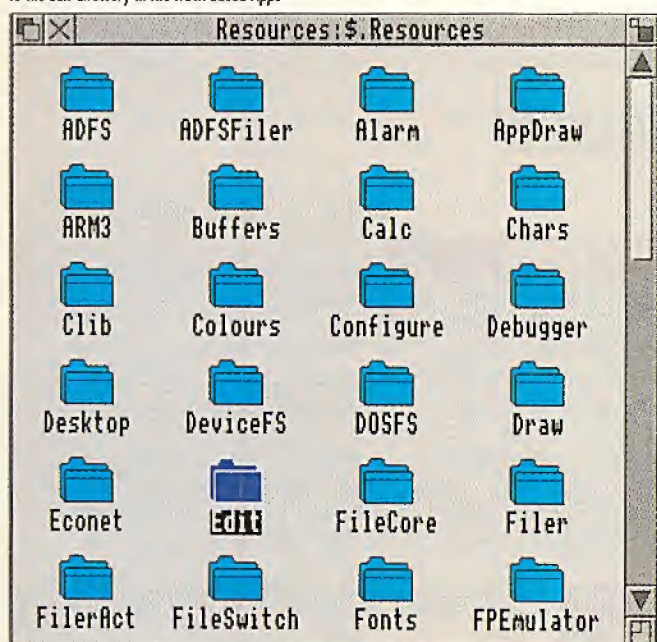 Resources:$.Resources
ADFS ADFSFiler Alarm AppDraw
ARM3 Buffers Calc Chars
Clib Colours Configure Debugger
Desktop DeviceFS DOSFS Draw
Econet Edit FileCore Filer
FilerAct FileSwitch Fonts FPEmulator